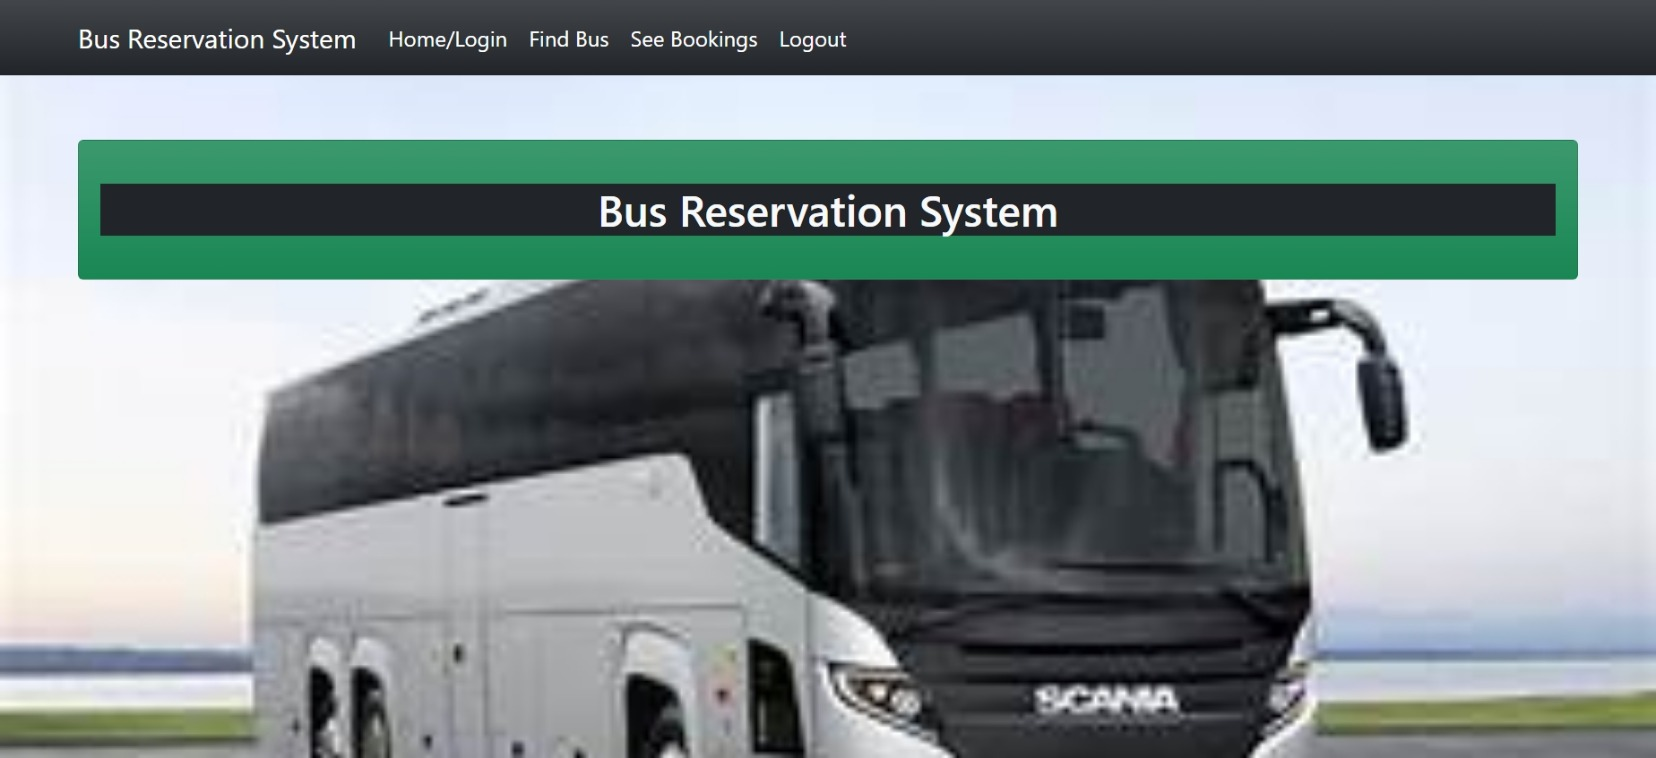 Bus Reservation System Home/Login Find Bus See Bookings Logout
Bus Reservation System
SCANIA